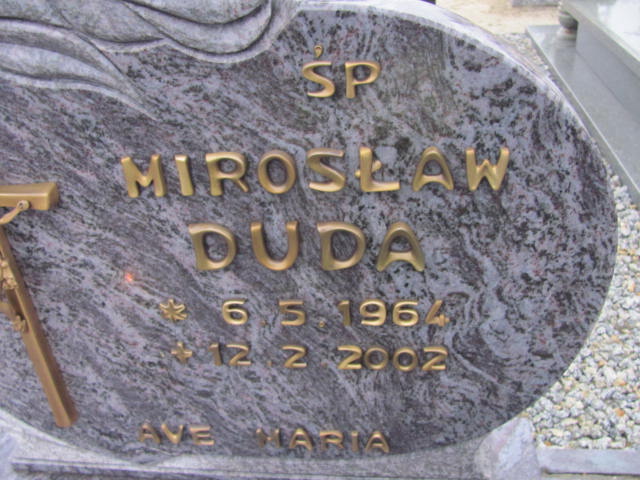 ŚP
MIROSŁAW
DUDA
* 6.5.1964
+ 12.2 2002
AVE MARIA